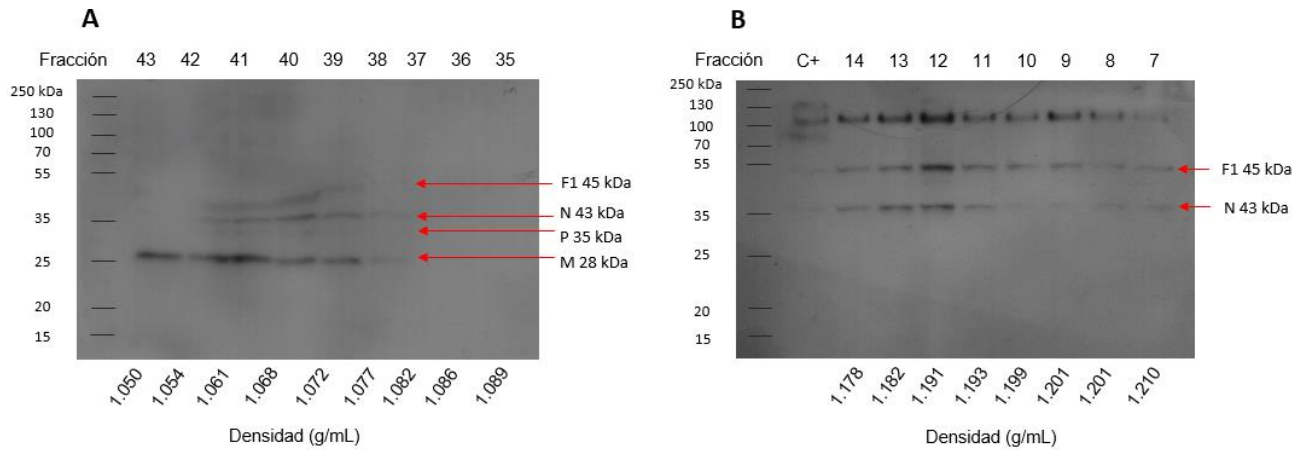 A
Fracción 43 42 41 40 39 38 37 36 35
250 kDa
130
100
70
55
35
25
20
15
F1 45 kDa
N 43 kDa
P 35 kDa
M 28 kDa
1.050 1.054 1.061 1.068 1.072 1.077 1.082 1.086 1.089
Densidad (g/mL)
B
Fracción C+ 14 13 12 11 10 9 8 7
250 kDa
130
100
70
55
35
25
20
15
F1 45 kDa
N 43 kDa
1.178 1.182 1.191 1.193 1.199 1.201 1.201 1.210
Densidad (g/mL)